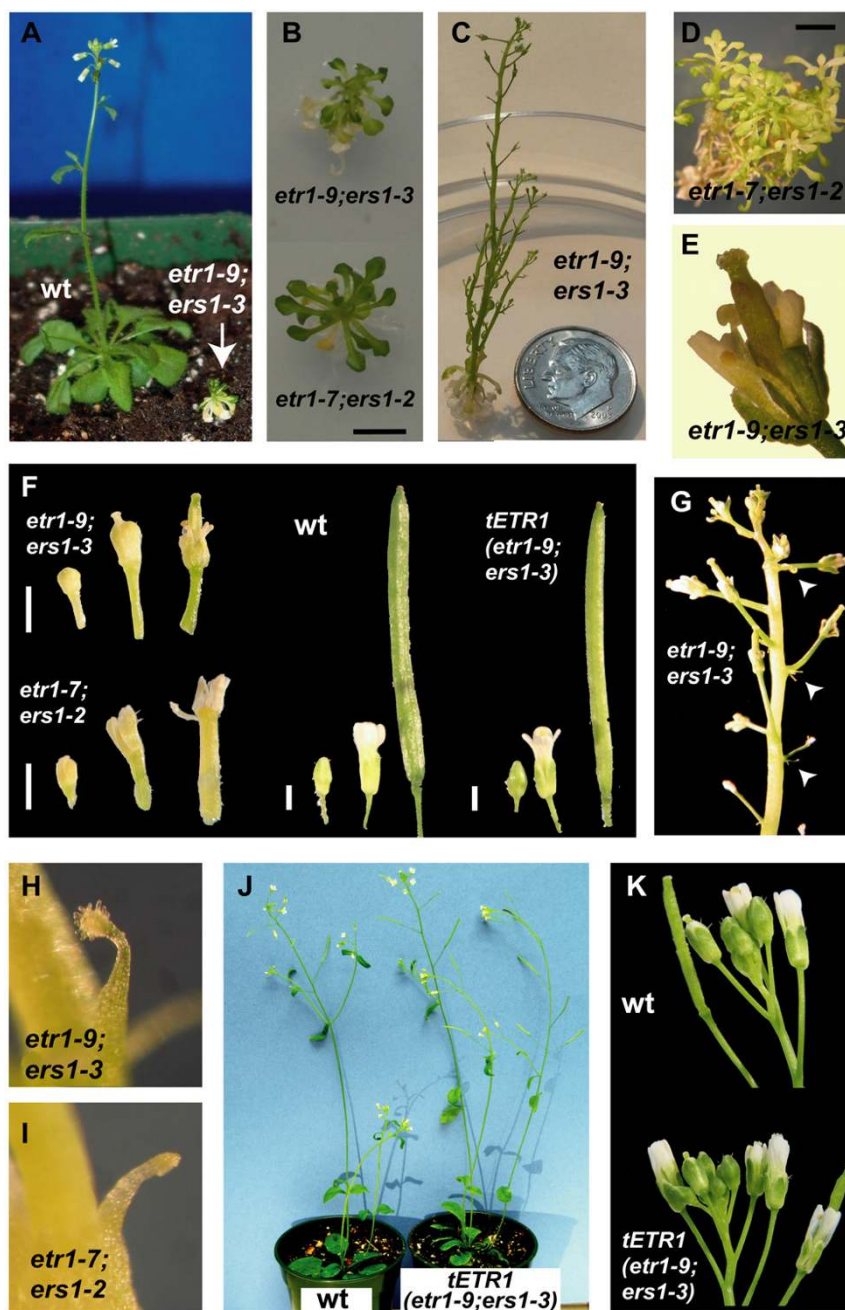 A
wt
etr1-9;
ers1-3
B
etr1-9;ers1-3
etr1-7;ers1-2
C
etr1-9;
ers1-3
LIBERTY
D
etr1-7;ers1-2
E
etr1-9;ers1-3
F
etr1-9;
ers1-3
etr1-7;
ers1-2
wt
tETR1
(etr1-9;
ers1-3)
G
etr1-9;
ers1-3
H
etr1-9;
ers1-3
I
etr1-7;
ers1-2
J
wt
tETR1
(etr1-9;ers1-3)
K
wt
tETR1
(etr1-9;
ers1-3)